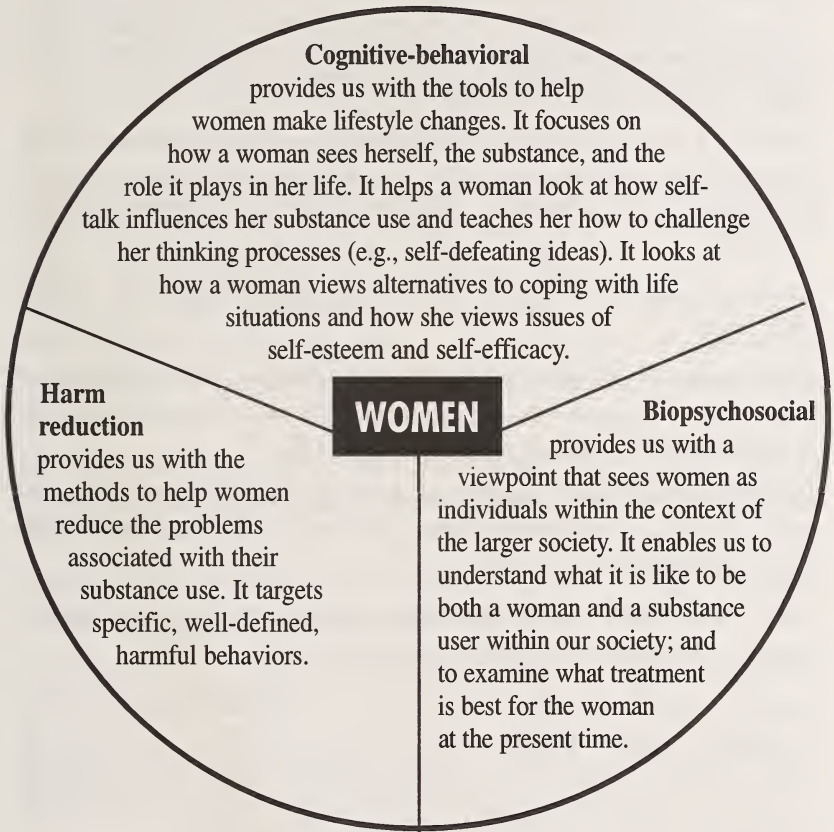 Cognitive-behavioral
provides us with the tools to help
women make lifestyle changes. It focuses on
how a woman sees herself, the substance, and the
role it plays in her life. It helps a woman look at how self-
talk influences her substance use and teaches her how to challenge
her thinking processes (e.g., self-defeating ideas). It looks at
how a woman views alternatives to coping with life
situations and how she views issues of
self-esteem and self-efficacy.
WOMEN
Harm
reduction
provides us with the
methods to help women
reduce the problems
associated with their
substance use. It targets
specific, well-defined,
harmful behaviors.
Biopsychosocial
provides us with a
viewpoint that sees women as
individuals within the context of
the larger society. It enables us to
understand what it is like to be
both a woman and a substance
user within our society; and
to examine what treatment
is best for the woman
at the present time.